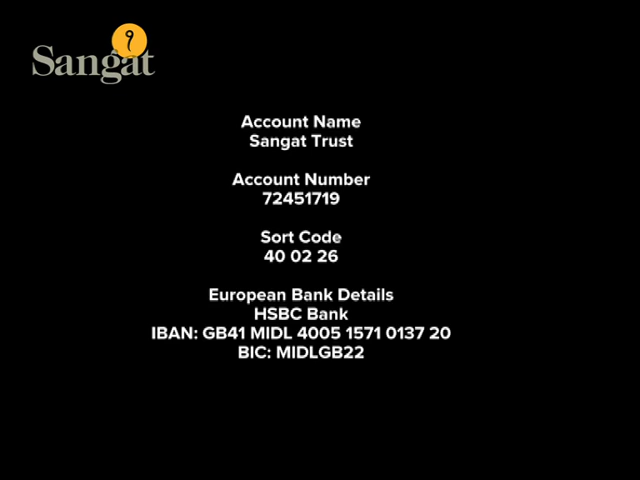 Sangat
Account Name
Sangat Trust
Account Number
72451719
Sort Code
40 02 26
European Bank Details
HSBC Bank
IBAN: GB41 MIDL 4005 1571 0137 20
BIC: MIDLGB22